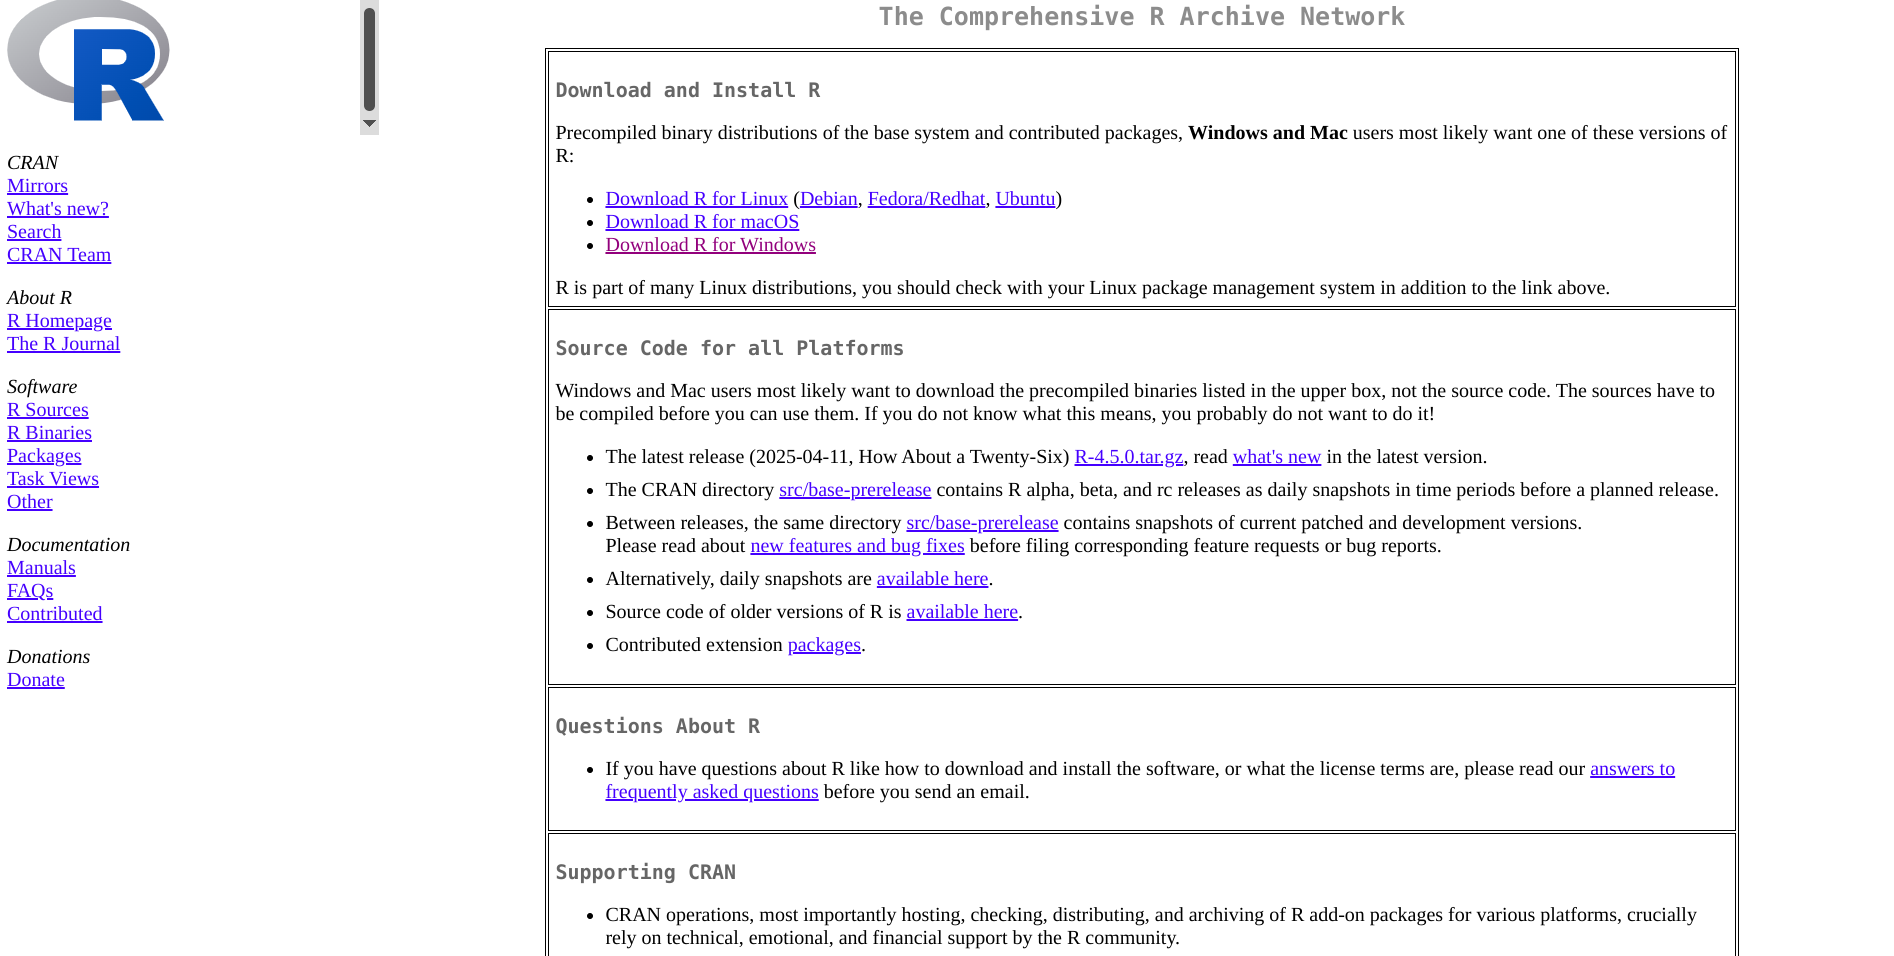 R
CRAN
Mirrors
What's new?
Search
CRAN Team
About R
R Homepage
The R Journal
Software
R Sources
R Binaries
Packages
Task Views
Other
Documentation
Manuals
FAQs
Contributed
Donations
Donate
The Comprehensive R Archive Network
Download and Install R
Precompiled binary distributions of the base system and contributed packages, Windows and Mac users most likely want one of these versions of
R:
Download R for Linux (Debian, Fedora/Redhat, Ubuntu)
Download R for macOS
Download R for Windows
R is part of many Linux distributions, you should check with your Linux package management system in addition to the link above.
Source Code for all Platforms
Windows and Mac users most likely want to download the precompiled binaries listed in the upper box, not the source code. The sources have to
be compiled before you can use them. If you do not know what this means, you probably do not want to do it!
The latest release (2025-04-11, How About a Twenty-Six) R-4.5.0.tar.gz, read what's new in the latest version.
The CRAN directory src/base-prerelease contains R alpha, beta, and rc releases as daily snapshots in time periods before a planned release.
Between releases, the same directory src/base-prerelease contains snapshots of current patched and development versions.
Please read about new features and bug fixes before filing corresponding feature requests or bug reports.
Alternatively, daily snapshots are available here.
Source code of older versions of R is available here.
Contributed extension packages.
Questions About R
If you have questions about R like how to download and install the software, or what the license terms are, please read our answers to
frequently asked questions before you send an email.
Supporting CRAN
CRAN operations, most importantly hosting, checking, distributing, and archiving of R add-on packages for various platforms, crucially
rely on technical, emotional, and financial support by the R community.